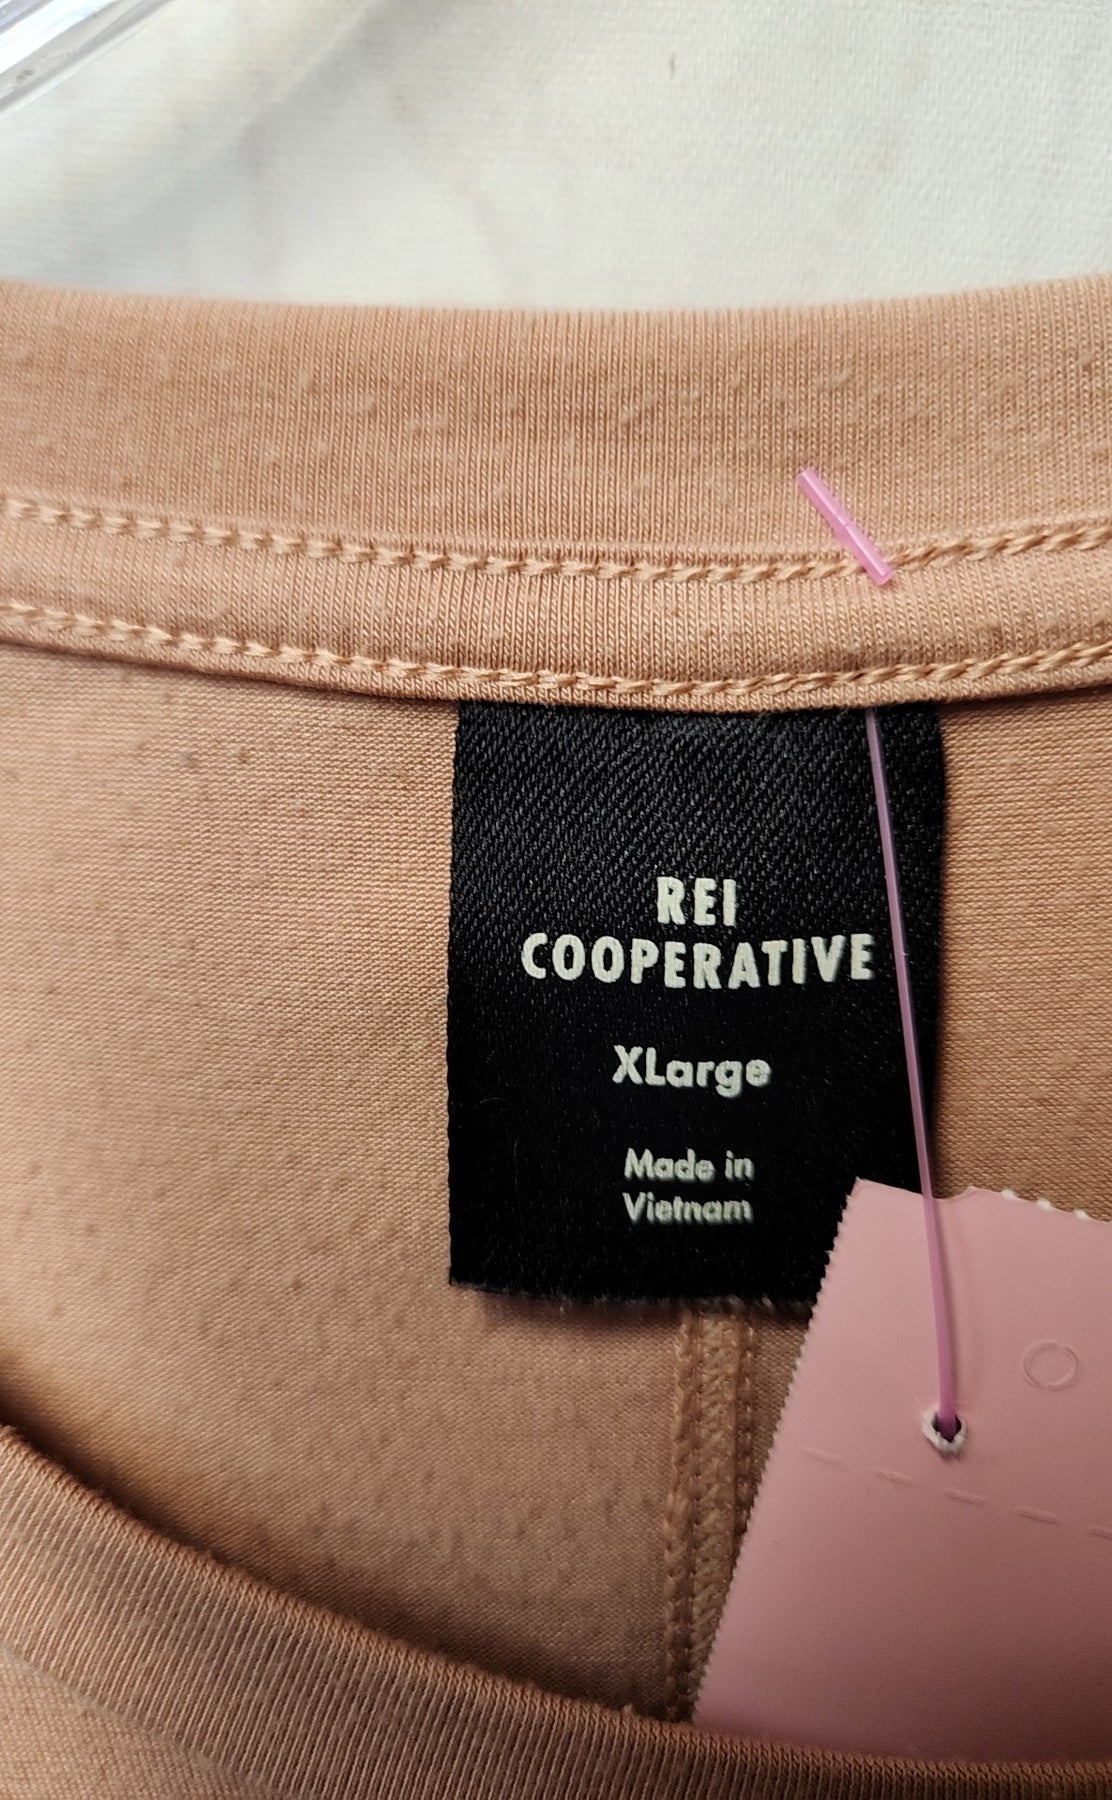 REI
COOPERATIVE
XLarge
Made in
Vietnam